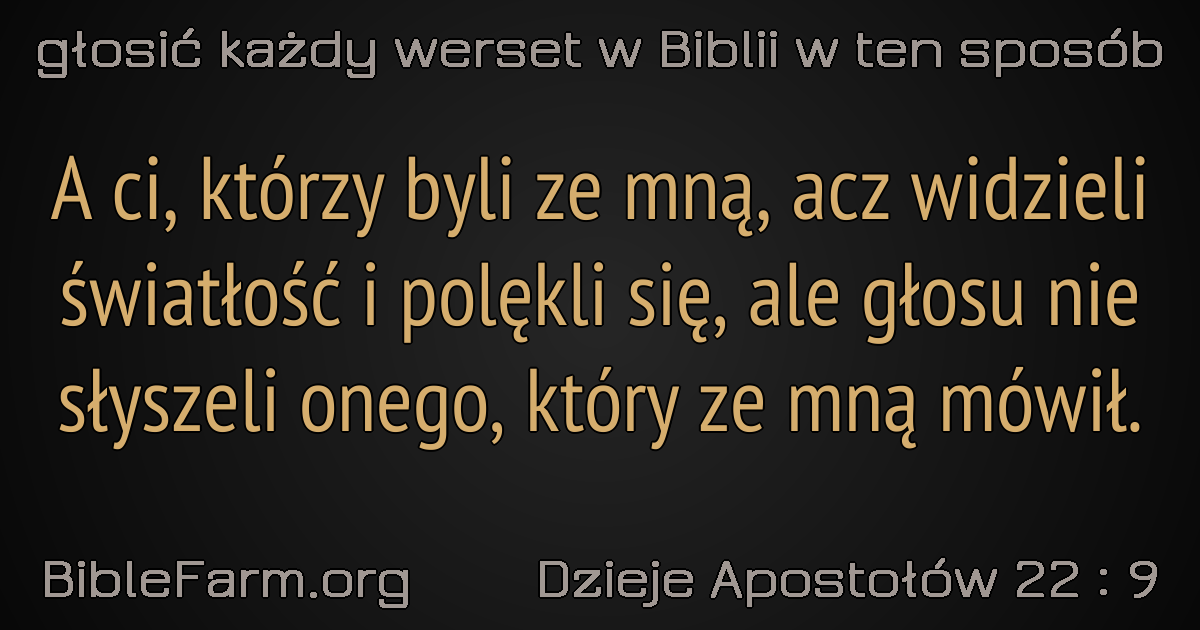 głosić każdy werset w Biblii w ten sposób
A ci, którzy byli ze mną, acz widzieli
światłość i polękli się, ale głosu nie
słyszeli onego, który ze mną mówił.
BibleFarm.org Dzieje Apostołów 22 : 9